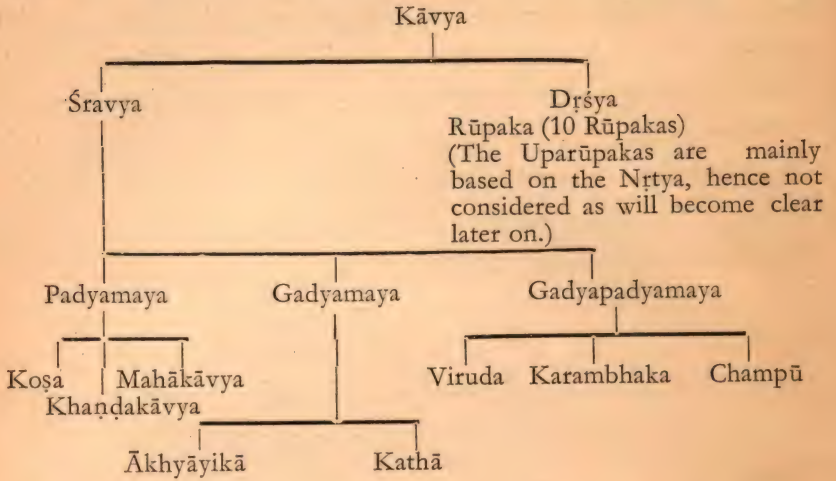 Kāvya
Śravya
Dṛśya
Rūpaka (10 Rūpakas)
(The Uparūpakas are mainly
based on the Nṛtya, hence not
considered as will become clear
later on.)
Padyamaya Gadyamaya Gadyapadyamaya
Koṣa Mahākāvya Viruda Karambhaka Champū
Khaṇḍakāvya
Ākhyāyikā Kathā